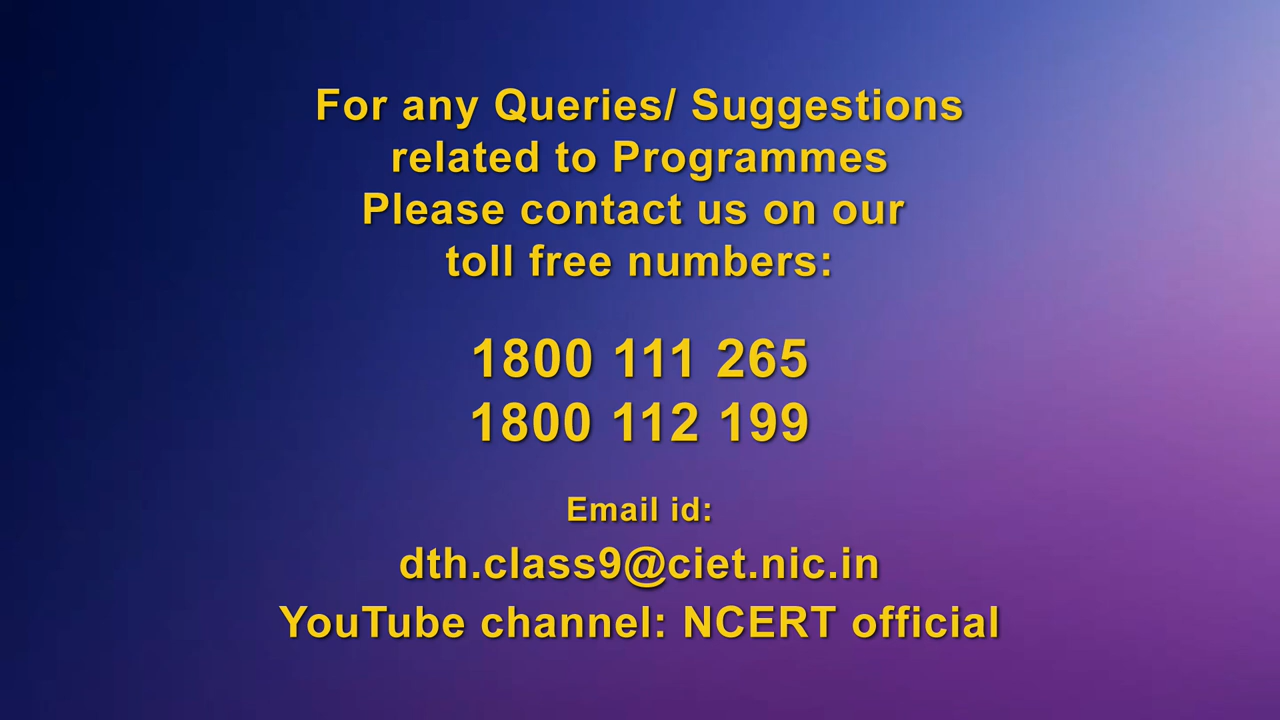 For any Queries/ Suggestions
related to Programmes
Please contact us on our
toll free numbers:
1800 111 265
1800 112 199
Email id:
dth.class9@ciet.nic.in
YouTube channel: NCERT official